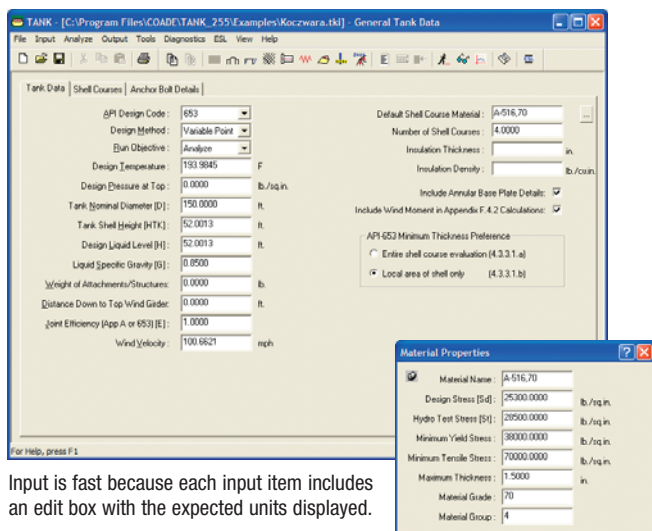 TANK - [C:\Program Files\COADE\TANK_255\Examples\Koczwara.tki] - General Tank Data
File Input Analyze Output Tools Diagnostics ESL View Help
Tank Data Shell Courses Anchor Bolt Details
API Design Code : 653
Design Method : Variable Point
Run Objective : Analyze
Design Temperature : 193.9845 F
Design Pressure at Top : 0.0000 lb./sq.in.
Tank Nominal Diameter [D] : 150.0000 ft.
Tank Shell Height [HTK] : 52.0013 ft.
Design Liquid Level [H] : 52.0013 ft.
Liquid Specific Gravity [G] : 0.8500
Weight of Attachments/Structures: 0.0000 lb.
Distance Down to Top Wind Girder: 0.0000 ft.
Joint Efficiency (App A or 653) [E] : 1.0000
Wind Velocity : 100.6621 mph
Default Shell Course Material : A-516,70 ...
Number of Shell Courses : 4.0000
Insulation Thickness : in.
Insulation Density : lb./cu.in.
Include Annular Base Plate Details:
Include Wind Moment in Appendix F.4.2 Calculations:
API-653 Minimum Thickness Preference
Entire shell course evaluation (4.3.3.1.a)
Local area of shell only (4.3.3.1.b)
For Help, press F1
Material Properties
Material Name : A-516,70
Design Stress [Sd] : 25300.0000 lb./sq.in.
Hydro Test Stress [St] : 28500.0000 lb./sq.in.
Minimum Yield Stress : 38000.0000 lb./sq.in.
Minimum Tensile Stress : 70000.0000 lb./sq.in.
Maximum Thickness : 1.5000 in.
Material Grade : 70
Material Group : 4
Input is fast because each input item includes
an edit box with the expected units displayed.